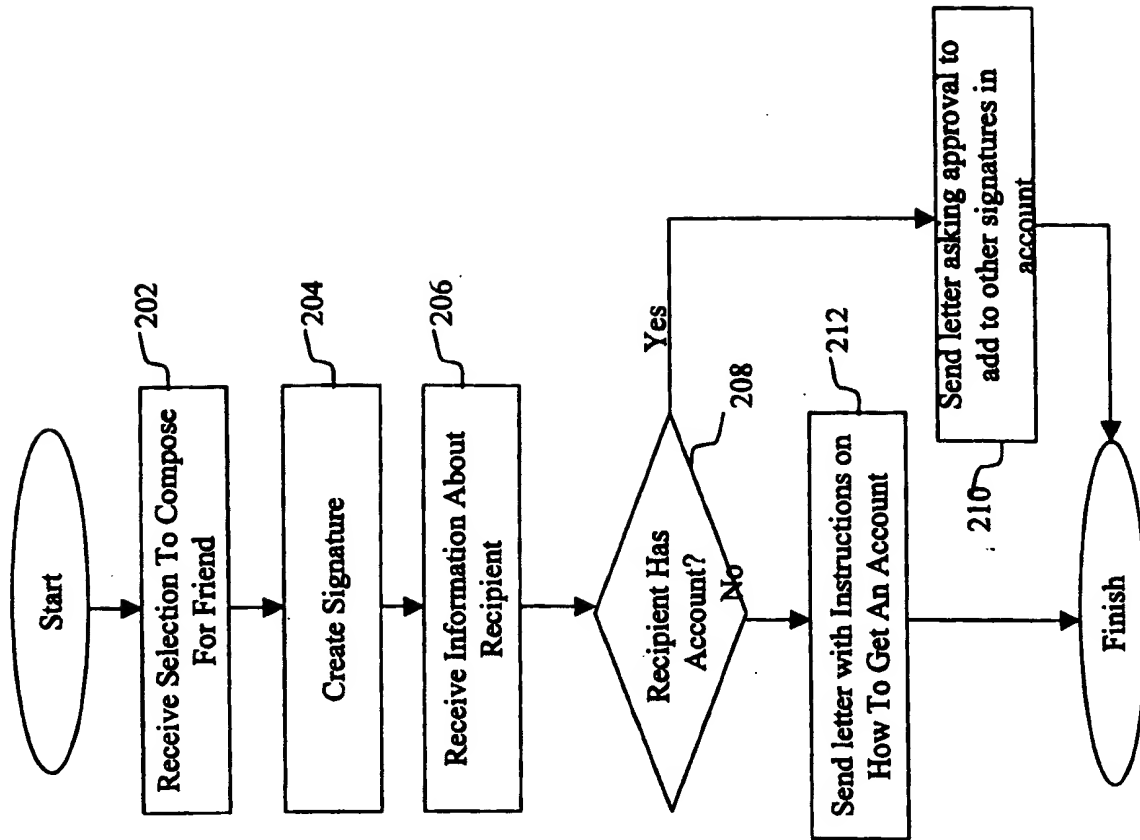 Start
202
Receive Selection To Compose
For Friend
204
Create Signature
206
Receive Information About
Recipient
208
Recipient Has
Account?
Yes
No
212
Send letter with Instructions on
How To Get An Account
210
Send letter asking approval to
add to other signatures in
account
Finish